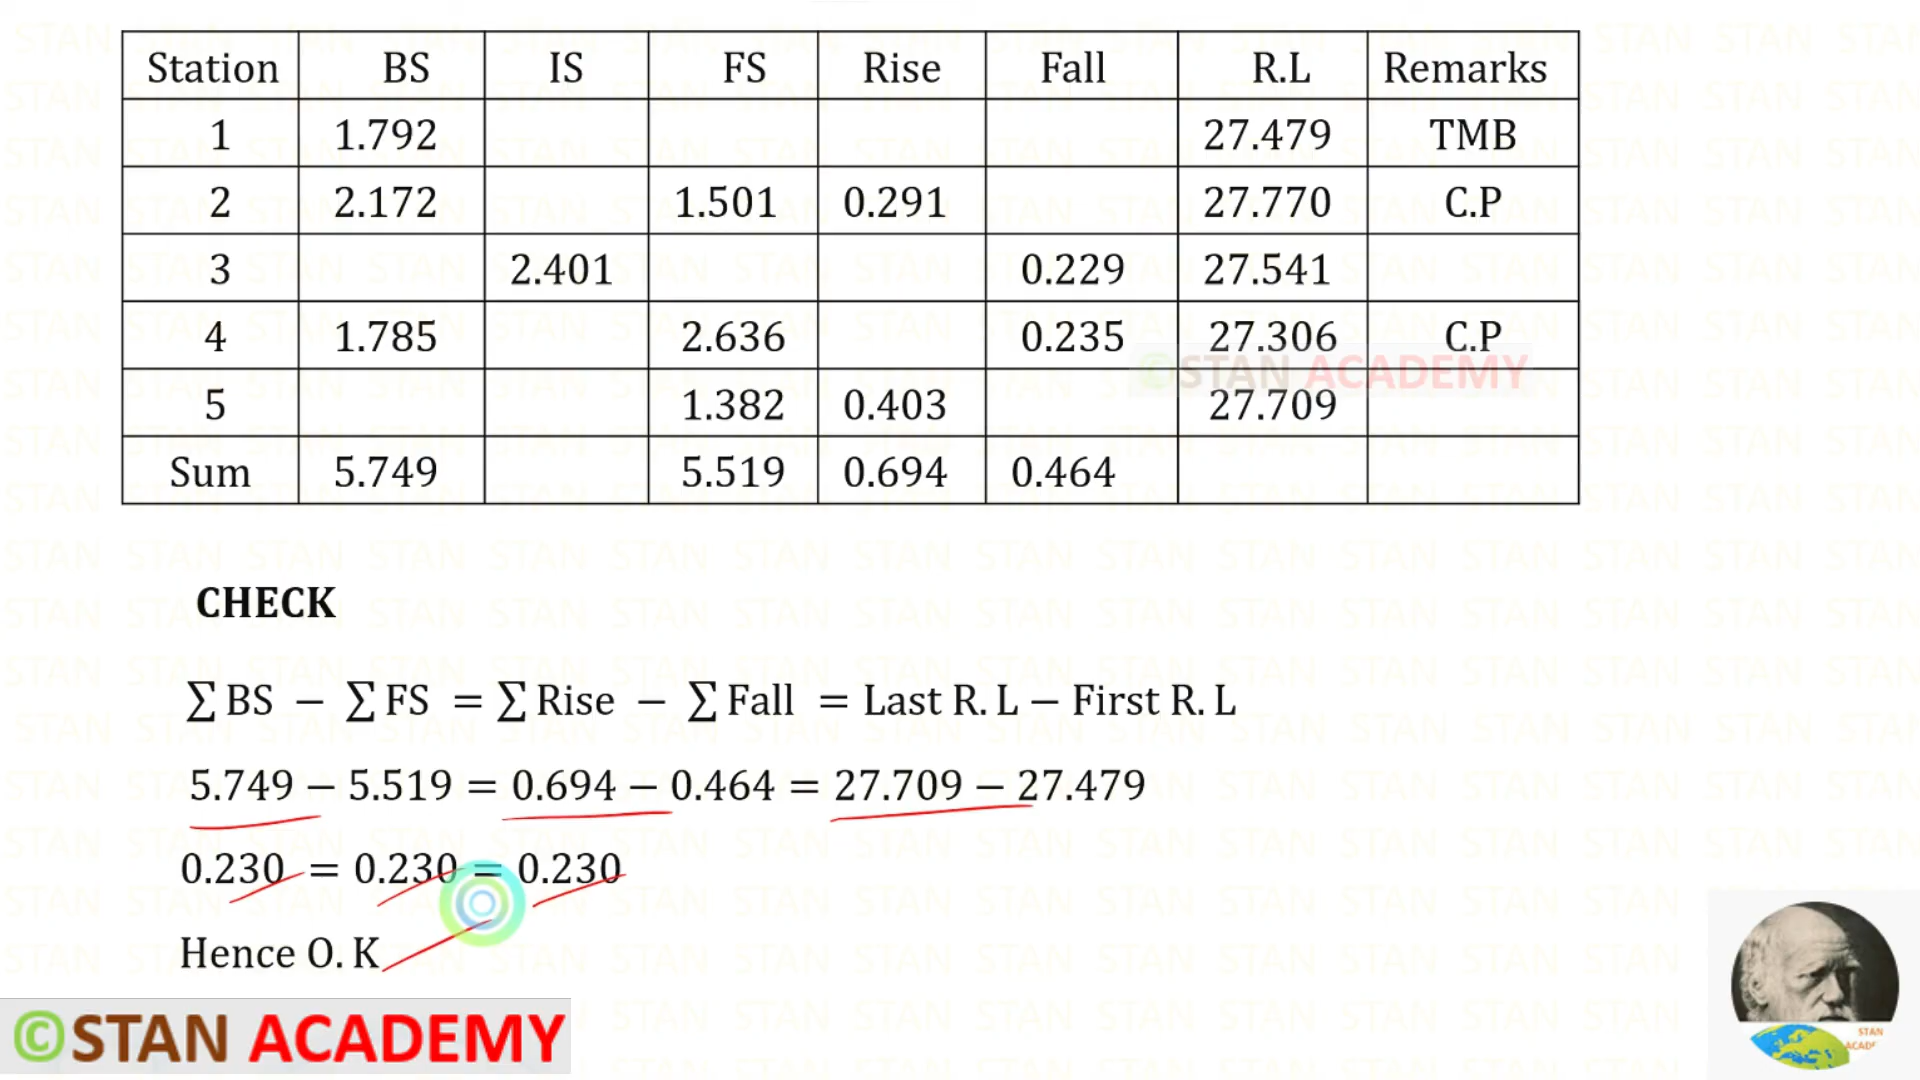 Station BS IS FS Rise Fall R.L Remarks
1 1.792 27.479 TMB
2 2.172 1.501 0.291 27.770 C.P
3 2.401 0.229 27.541
4 1.785 2.636 0.235 27.306 C.P
©STAN ACADEMY
5 1.382 0.403 27.709
Sum 5.749 5.519 0.694 0.464
CHECK
∑ BS − ∑ FS = ∑ Rise − ∑ Fall = Last R. L − First R. L
5.749 − 5.519 = 0.694 − 0.464 = 27.709 − 27.479
0.230 = 0.230 = 0.230
Hence O. K
©STAN ACADEMY
STAN